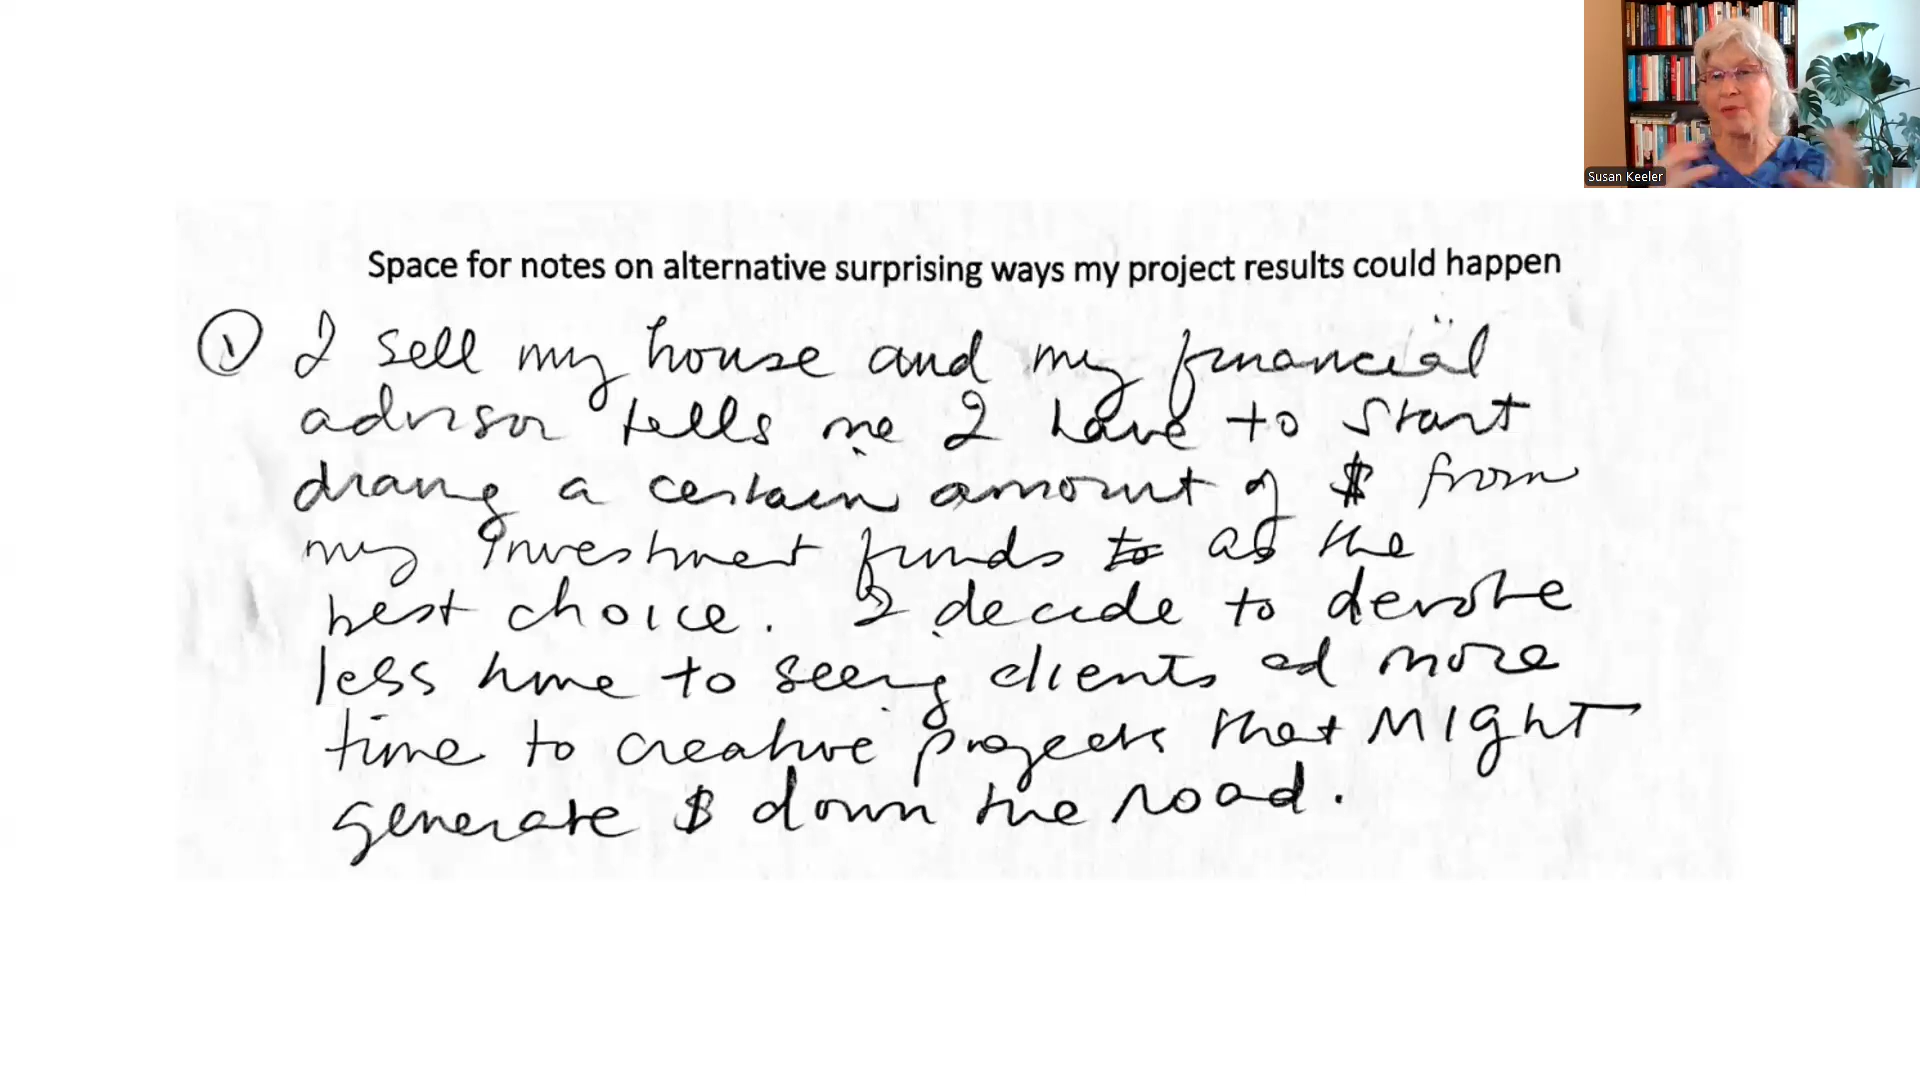 Susan Keeler
Space for notes on alternative surprising ways my project results could happen
① I sell my house and my financial
advisor tells me I have to start
drawing a certain amount of $ from
my investment funds to as the
best choice. I decide to devote
less time to seeing clients and more
time to creative projects that MIGHT
generate $ down the road.